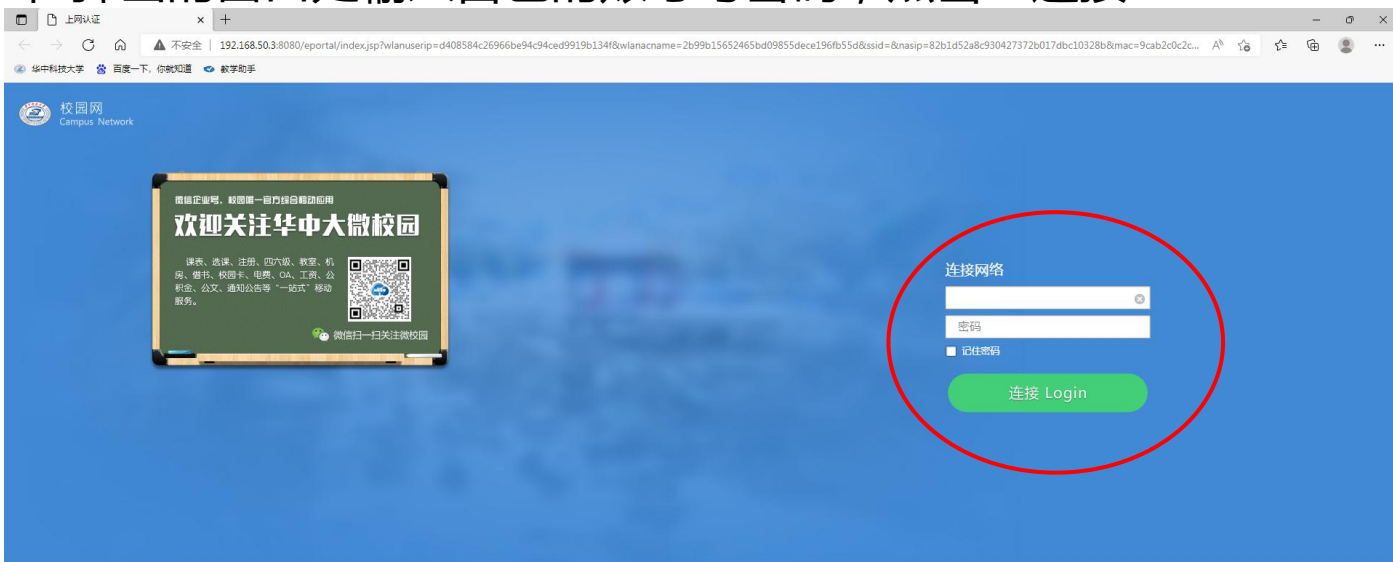 上网认证
不安全 | 192.168.50.3:8080/eportal/index.jsp?wlanuserip=d408584c26966be94c94ced9919b134f&wlanacname=2b99b15652465bd09855dece196fb55d&ssid=&nasip=82b1d52a8c930427372b017dbc10328b&mac=9cab2c0c2c...
华中科技大学 百度一下，你就知道 教学助手
校园网
Campus Network
微信企业号，校园唯一官方综合移动应用
欢迎关注华中大微校园
课表、选课、注册、四六级、教室、机
房、借书、校园卡、电费、OA、工资、公
积金、公文、通知公告等“一站式”移动
服务。
微信扫一扫关注微校园
连接网络
密码
记住密码
连接 Login